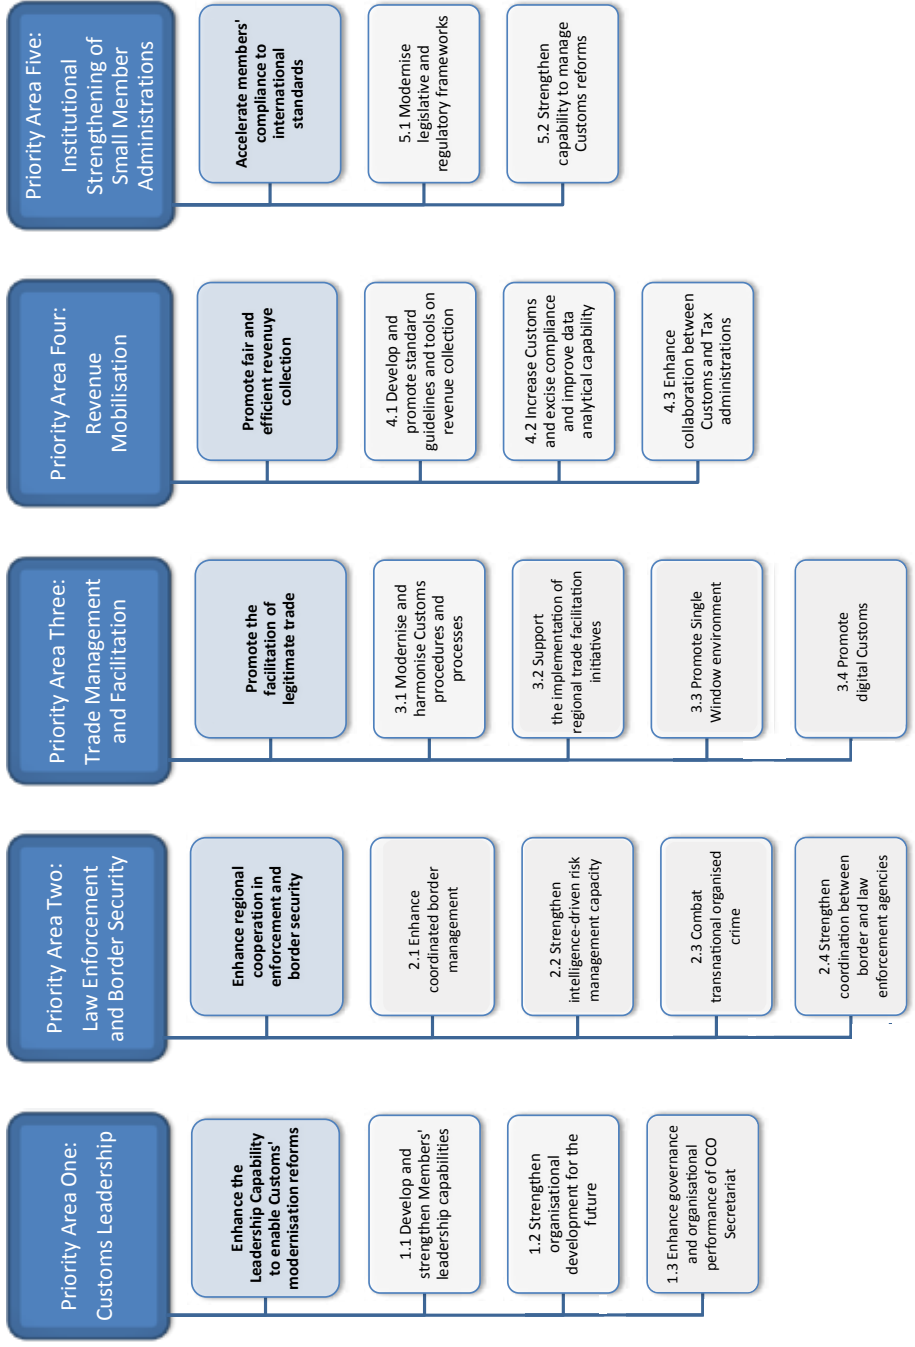 Priority Area One:
Customs Leadership
Enhance the
Leadership Capability
to enable Customs'
modernisation reforms
1.1 Develop and
strengthen Members'
leadership capabilities
1.2 Strengthen
organisational
development for the
future
1.3 Enhance governance
and organisational
performance of OCO
Secretariat
Priority Area Two:
Law Enforcement
and Border Security
Enhance regional
cooperation in
enforcement and
border security
2.1 Enhance
coordinated border
management
2.2 Strengthen
intelligence-driven risk
management capacity
2.3 Combat
transnational organised
crime
2.4 Strengthen
coordination between
border and law
enforcement agencies
Priority Area Three:
Trade Management
and Facilitation
Promote the
facilitation of
legitimate trade
3.1 Modernise and
harmonise Customs
procedures and
processes
3.2 Support
the implementation of
regional trade facilitation
initiatives
3.3 Promote Single
Window environment
3.4 Promote
digital Customs
Priority Area Four:
Revenue
Mobilisation
Promote fair and
efficient revenuye
collection
4.1 Develop and
promote standard
guidelines and tools on
revenue collection
4.2 Increase Customs
and excise compliance
and improve data
analytical capability
4.3 Enhance
collaboration between
Customs and Tax
administrations
Priority Area Five:
Institutional
Strengthening of
Small Member
Administrations
Accelerate members'
compliance to
international
standards
5.1 Modernise
legislative and
regulatory frameworks
5.2 Strengthen
capability to manage
Customs reforms